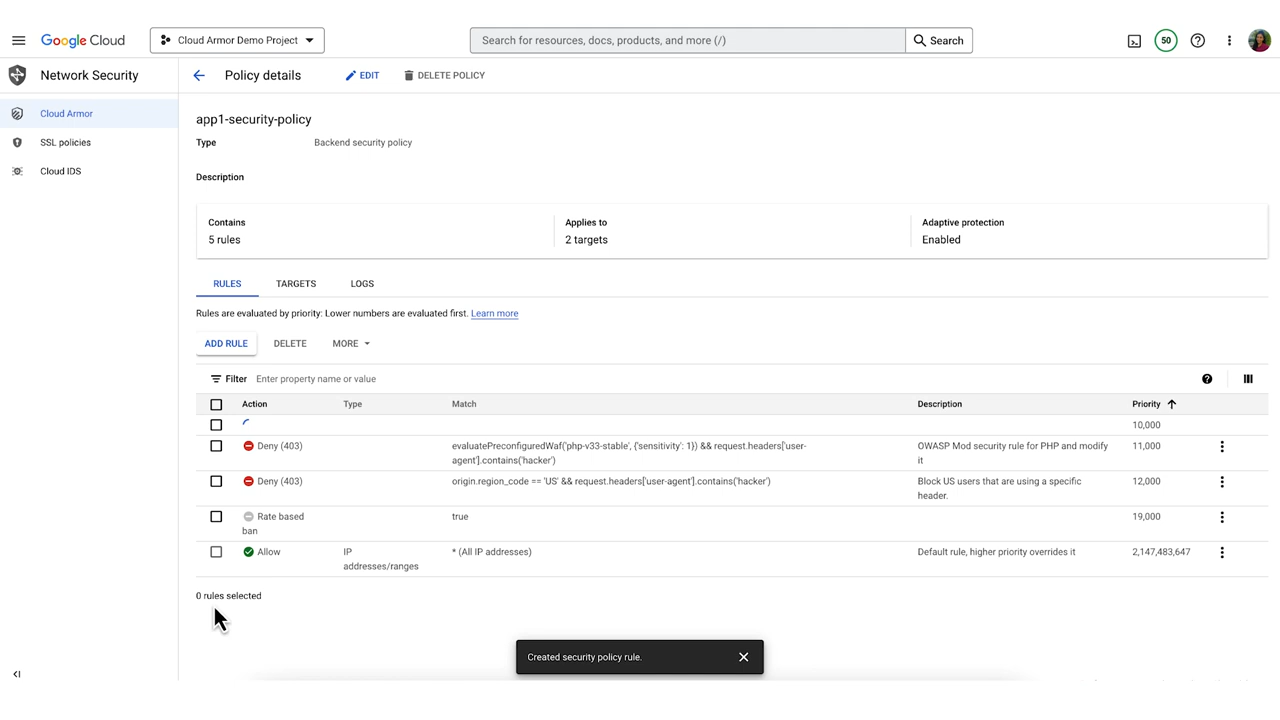 Google Cloud
Cloud Armor Demo Project
Search for resources, docs, products, and more (/)
Search
50
Network Security
Policy details
EDIT
DELETE POLICY
Cloud Armor
SSL policies
Cloud IDS
app1-security-policy
Type
Backend security policy
Description
Contains
5 rules
Applies to
2 targets
Adaptive protection
Enabled
RULES
TARGETS
LOGS
Rules are evaluated by priority: Lower numbers are evaluated first. Learn more
ADD RULE
DELETE
MORE
Filter
Enter property name or value
Action
Type
Match
Description
Priority
10,000
Deny (403)
evaluatePreconfiguredWaf('php-v33-stable', {'sensitivity': 1}) && request.headers['user-
agent'].contains('hacker')
OWASP Mod security rule for PHP and modify
it
11,000
Deny (403)
origin.region_code == 'US' && request.headers['user-agent'].contains('hacker')
Block US users that are using a specific
header.
12,000
Rate based
ban
true
19,000
Allow
IP
addresses/ranges
* (All IP addresses)
Default rule, higher priority overrides it
2,147,483,647
0 rules selected
Created security policy rule.